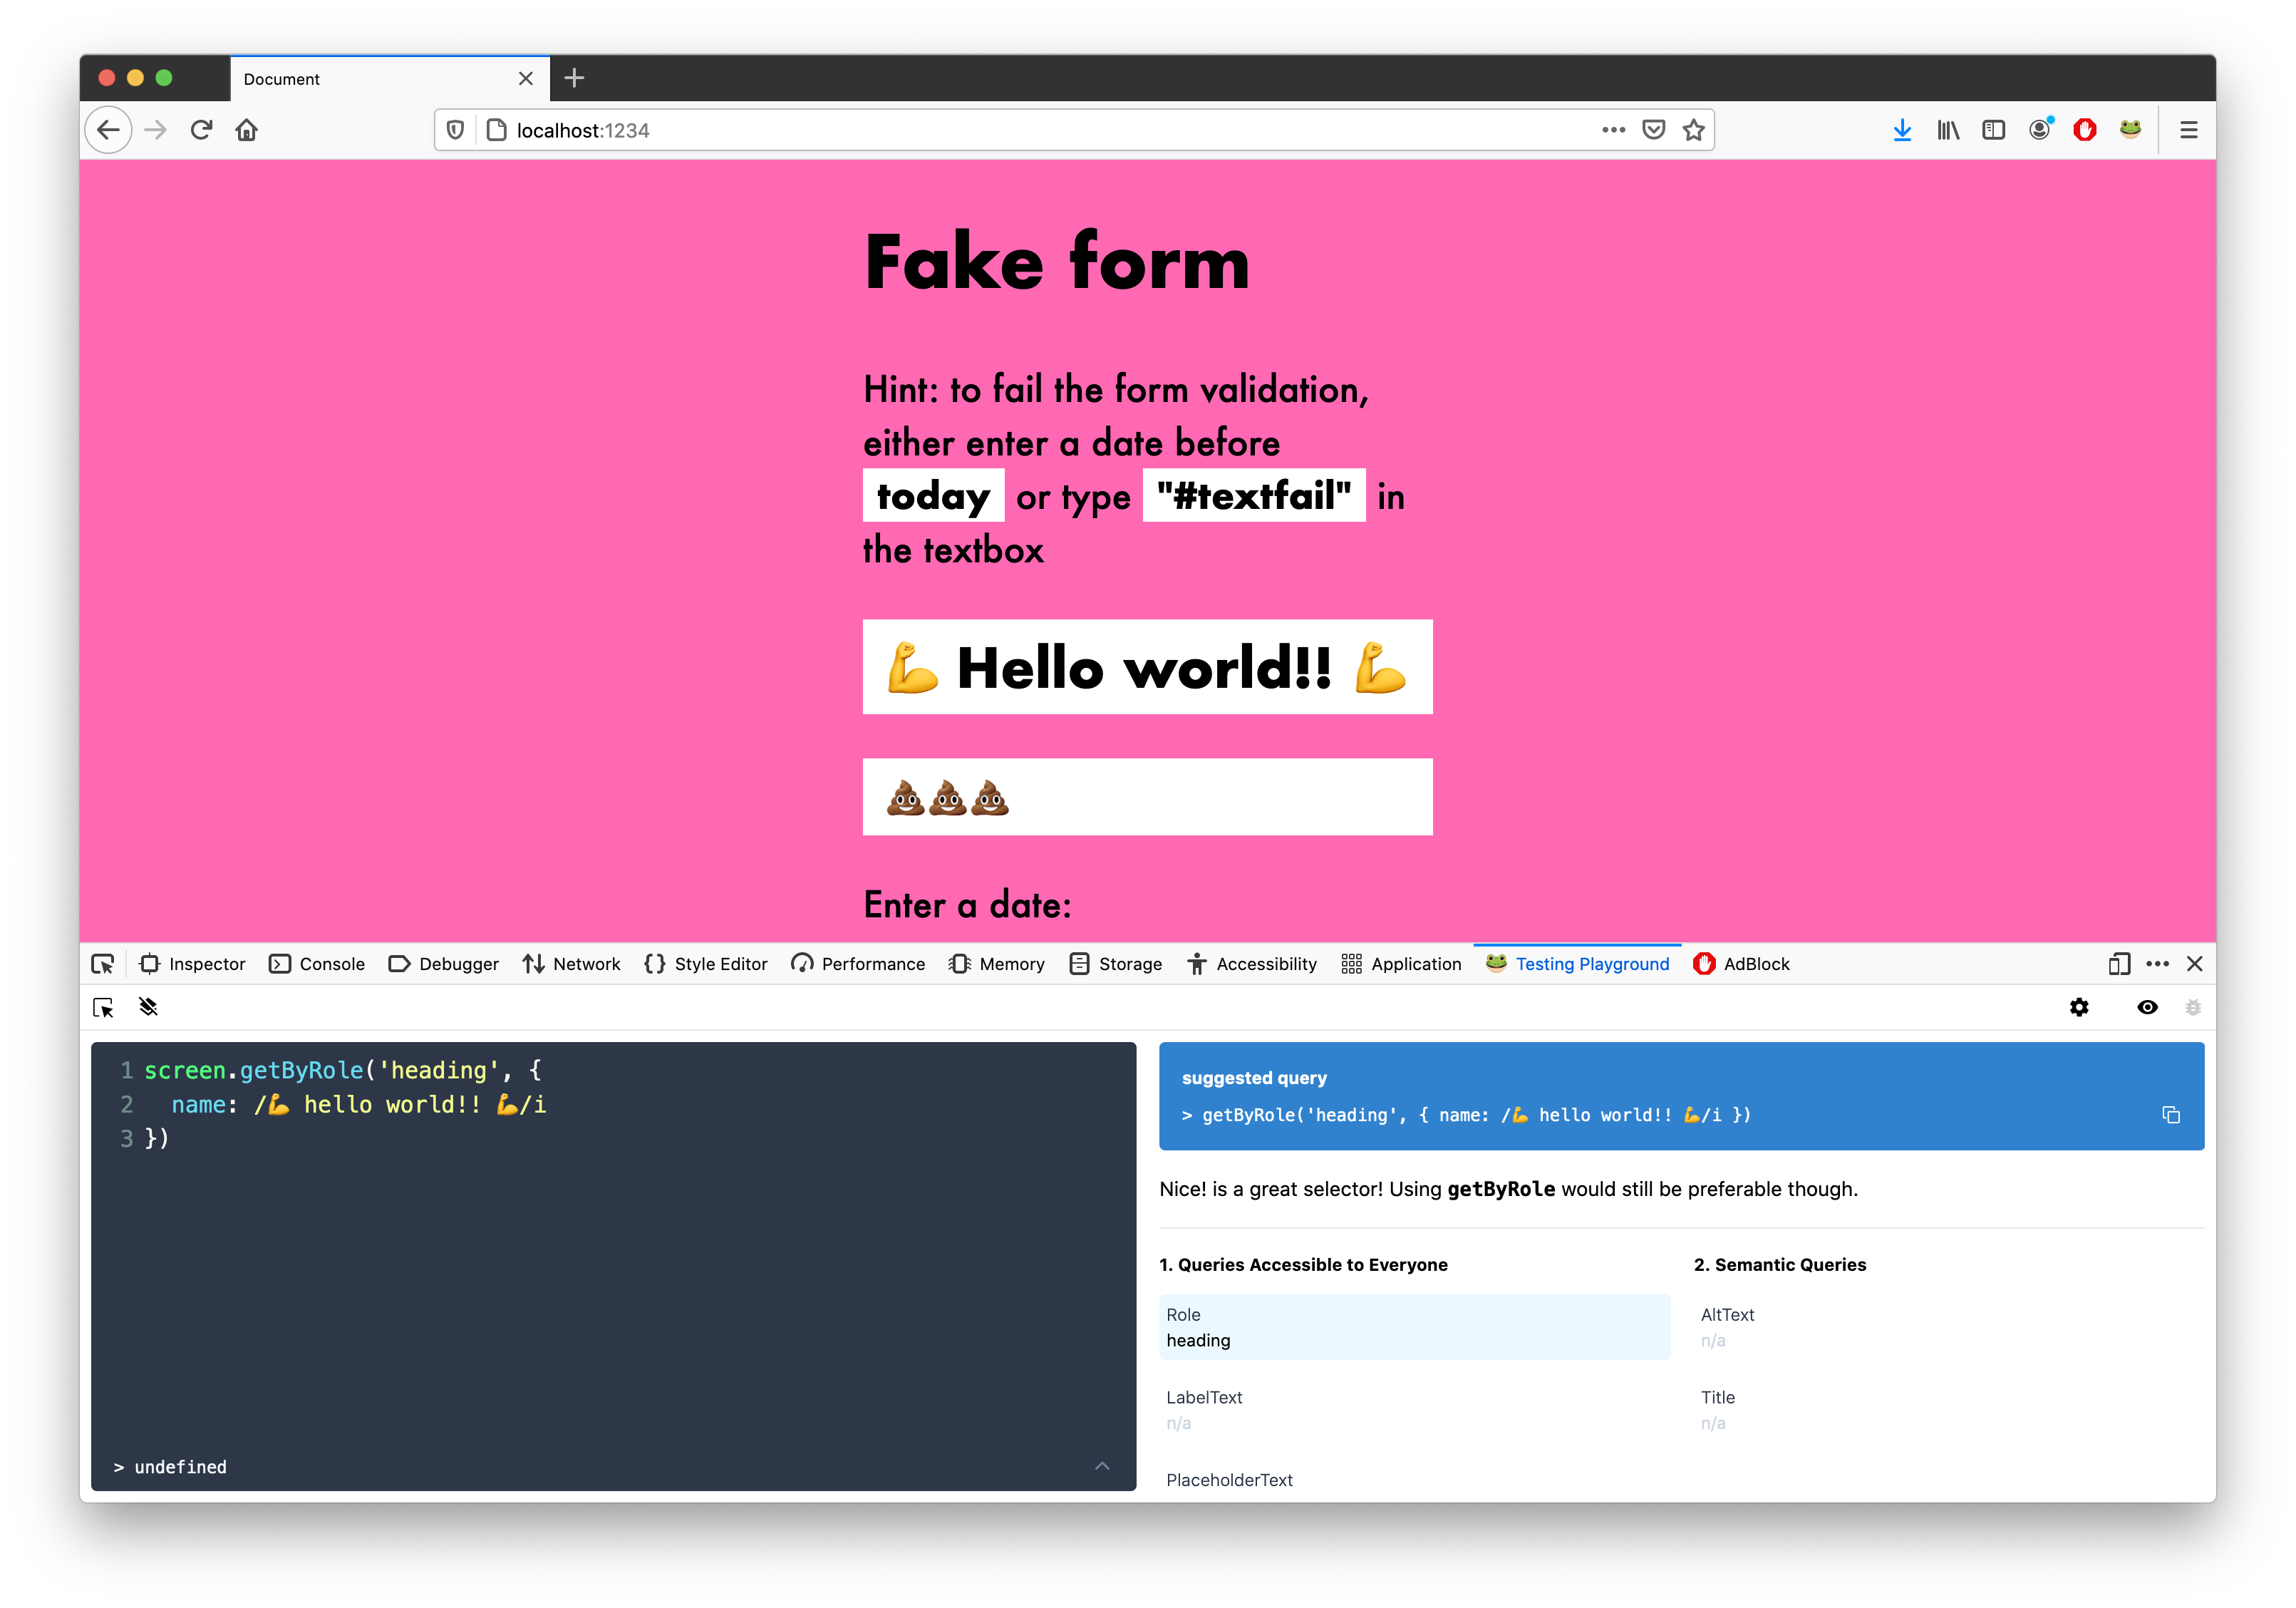 Document
localhost:1234
Fake form
Hint: to fail the form validation,
either enter a date before
today or type "#textfail" in
the textbox
💪 Hello world!! 💪
💩💩💩
Enter a date:
Inspector Console Debugger Network Style Editor Performance Memory Storage Accessibility Application Testing Playground AdBlock
1 screen.getByRole('heading', {
2 name: /💪 hello world!! 💪/i
3 })
> undefined
suggested query
> getByRole('heading', { name: /💪 hello world!! 💪/i })
Nice! is a great selector! Using getByRole would still be preferable though.
1. Queries Accessible to Everyone
Role
heading
LabelText
n/a
PlaceholderText
2. Semantic Queries
AltText
n/a
Title
n/a